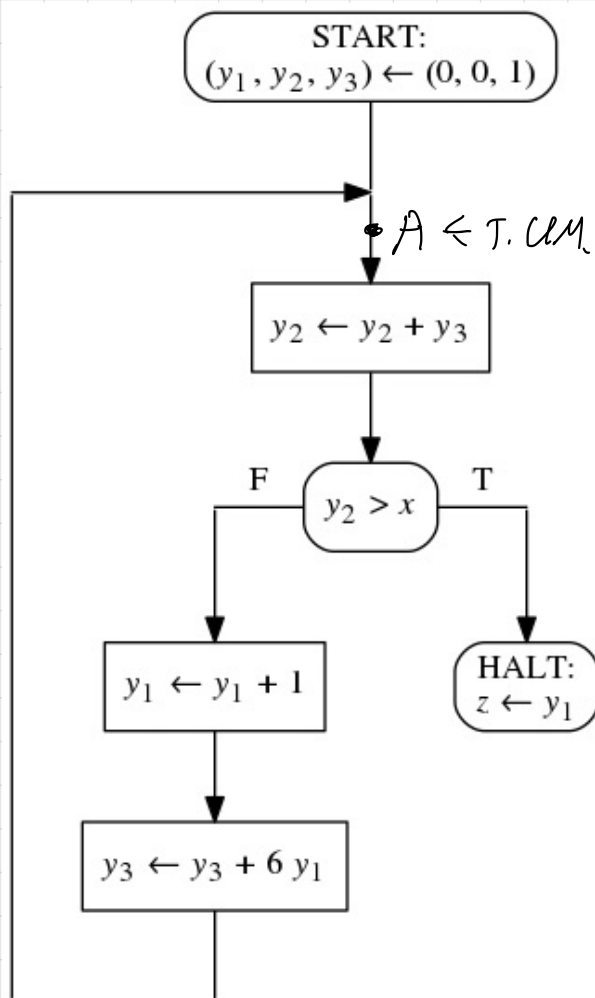 START:
(y₁, y₂, y₃) ← (0, 0, 1)
A ← т. см.
y₂ ← y₂ + y₃
F
y₂ > x
T
y₁ ← y₁ + 1
HALT:
z ← y₁
y₃ ← y₃ + 6 y₁